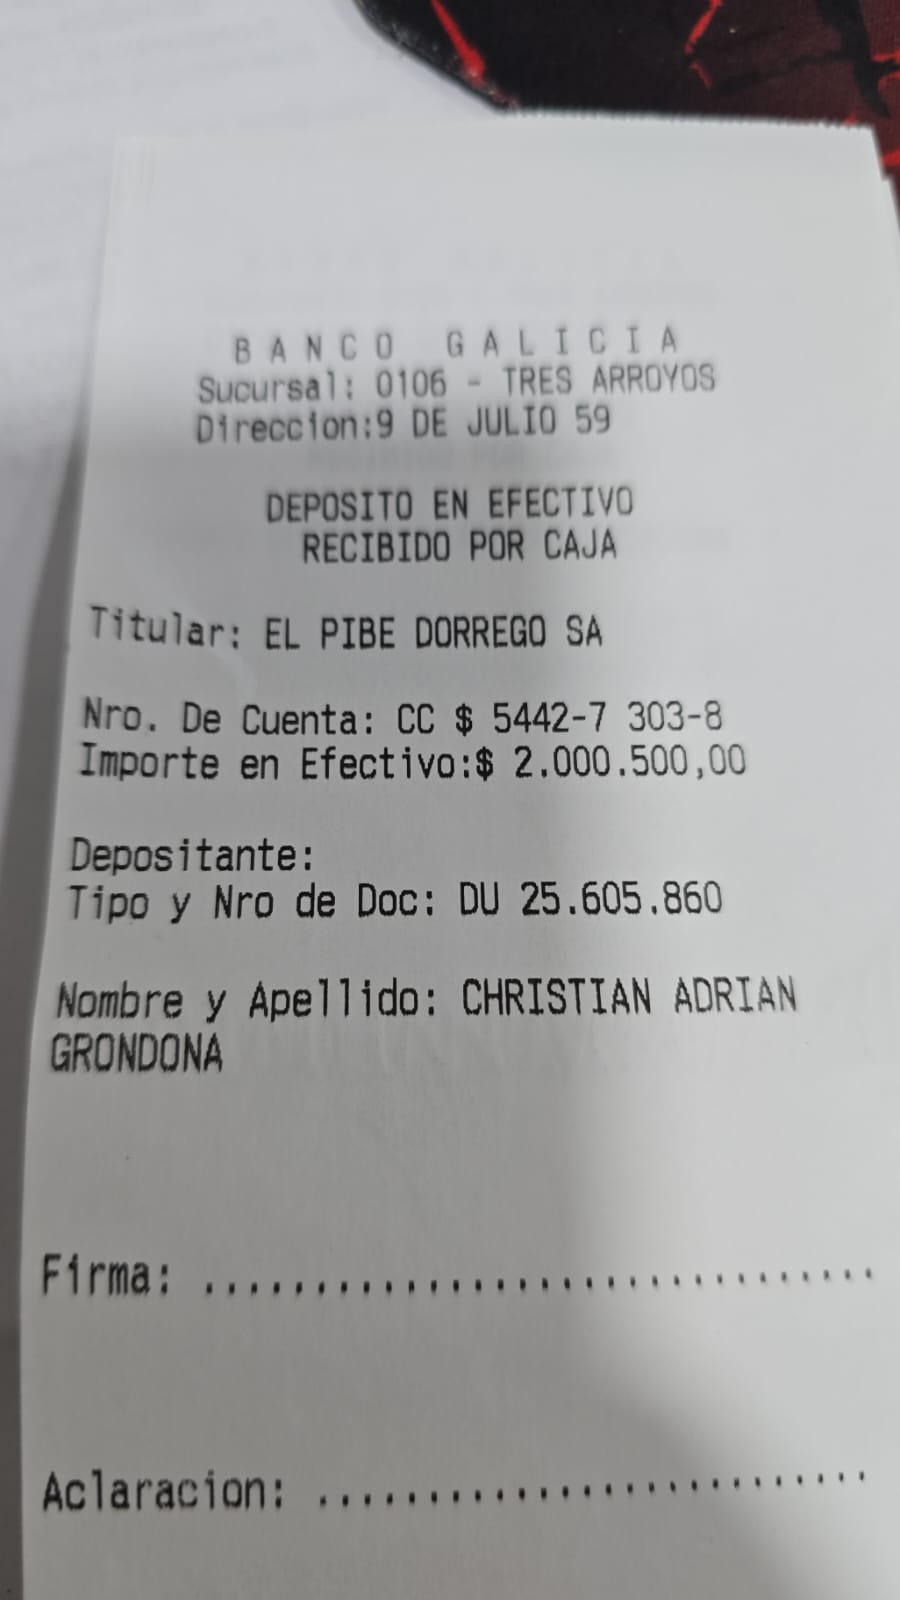 BANCO GALICIA
Sucursal: 0106 - TRES ARROYOS
Direccion:9 DE JULIO 59
DEPOSITO EN EFECTIVO
RECIBIDO POR CAJA
Titular: EL PIBE DORREGO SA
Nro. De Cuenta: CC $ 5442-7 303-8
Importe en Efectivo:$ 2.000.500,00
Depositante:
Tipo y Nro de Doc: DU 25.605.860
Nombre y Apellido: CHRISTIAN ADRIAN
GRONDONA
Firma: ....................................
Aclaracion: ..............................